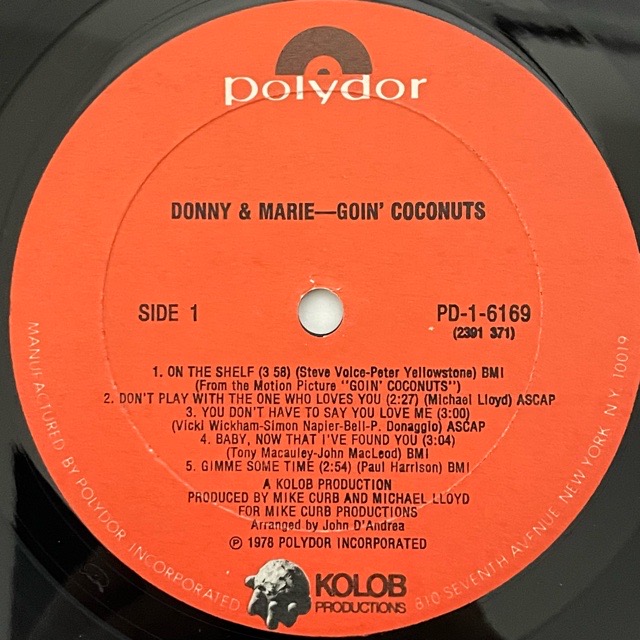 polydor
DONNY & MARIE—GOIN' COCONUTS
SIDE 1
PD-1-6169
(2391 371)
1. ON THE SHELF (3 58) (Steve Voice-Peter Yellowstone) BMI
(From the Motion Picture "GOIN' COCONUTS")
2. DON'T PLAY WITH THE ONE WHO LOVES YOU (2:27) (Michael Lloyd) ASCAP
3. YOU DON'T HAVE TO SAY YOU LOVE ME (3:00)
(Vicki Wickham-Simon Napier-Bell-P. Donaggio) ASCAP
4. BABY, NOW THAT I'VE FOUND YOU (3:04)
(Tony Macauley-John MacLeod) BMI
5. GIMME SOME TIME (2:54) (Paul Harrison) BMI
A KOLOB PRODUCTION
PRODUCED BY MIKE CURB AND MICHAEL LLOYD
FOR MIKE CURB PRODUCTIONS
Arranged by John D'Andrea
℗ 1978 POLYDOR INCORPORATED
KOLOB
PRODUCTIONS
MANUFACTURED BY POLYDOR INCORPORATED
810 SEVENTH AVENUE, NEW YORK N.Y. 10019